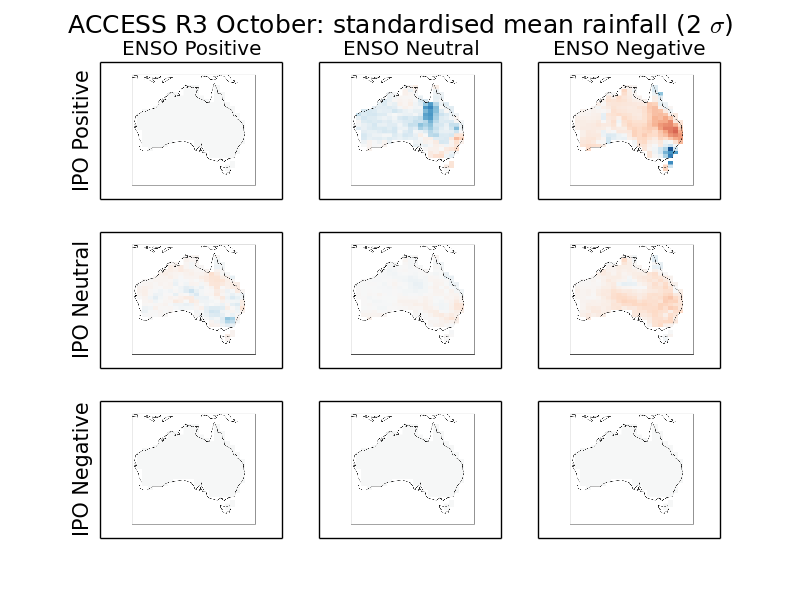 ACCESS R3 October: standardised mean rainfall (2 σ)
ENSO Positive
ENSO Neutral
ENSO Negative
IPO Positive
IPO Neutral
IPO Negative